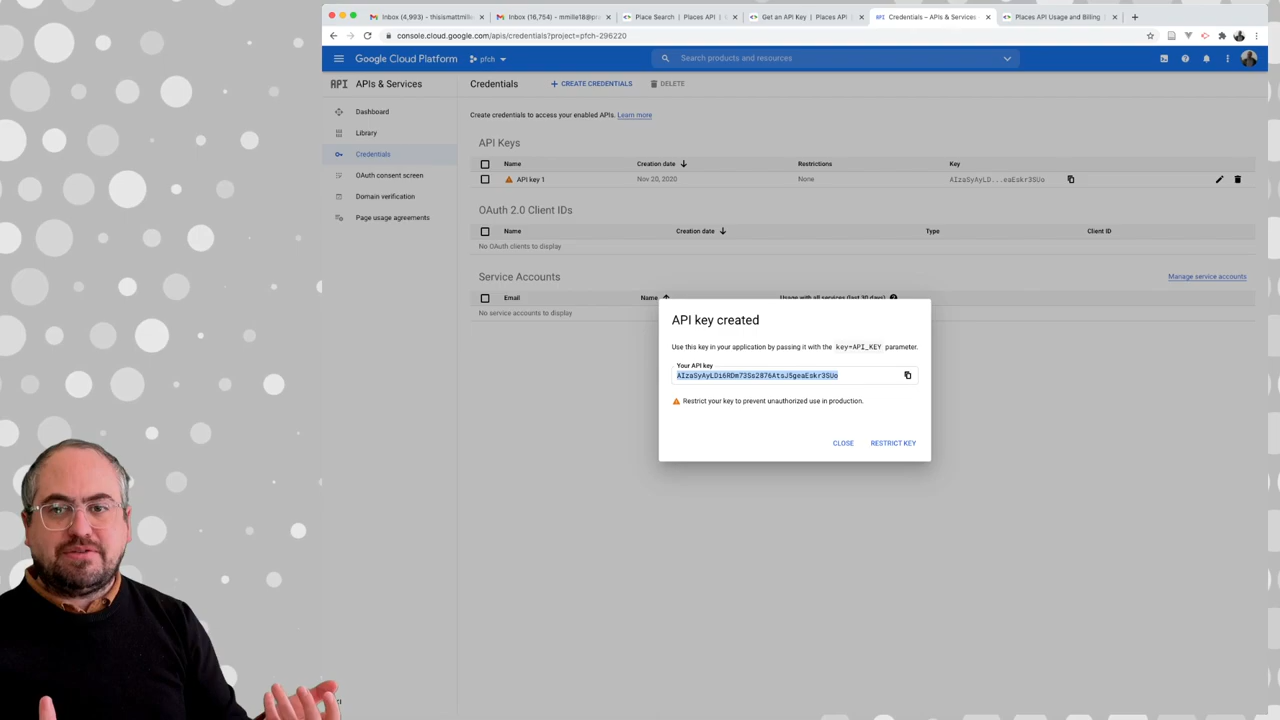 Inbox (4,993) - thisismattmille
Inbox (16,754) - mmille18@pr
Place Search | Places API
Get an API Key | Places API
Credentials – APIs & Services
Places API Usage and Billing
console.cloud.google.com/apis/credentials?project=pfch-296220
Google Cloud Platform
pfch
Search products and resources
API APIs & Services
Credentials
+ CREATE CREDENTIALS
DELETE
Dashboard
Library
Credentials
OAuth consent screen
Domain verification
Page usage agreements
Create credentials to access your enabled APIs. Learn more
API Keys
Name Creation date Restrictions Key
API key 1 Nov 20, 2020 None AIzaSyAyLD...eaEskr3SUo
OAuth 2.0 Client IDs
Name Creation date Type Client ID
No OAuth clients to display
Service Accounts
Manage service accounts
Email Name Usage with all services (last 30 days)
No service accounts to display
API key created
Use this key in your application by passing it with the key=API_KEY parameter.
Your API key
AIzaSyAyLDi6RDm73Ss2876AtsJ5geaEskr3SUo
Restrict your key to prevent unauthorized use in production.
CLOSE RESTRICT KEY